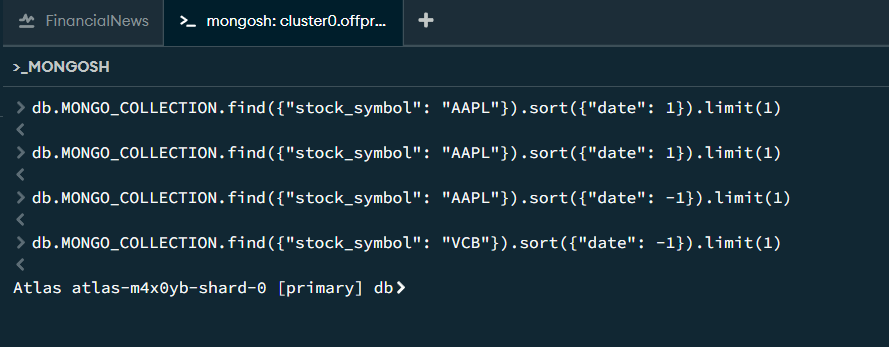 FinancialNews
>_ mongosh: cluster0.offpr... +
>_MONGOSH
> db.MONGO_COLLECTION.find({"stock_symbol": "AAPL"}).sort({"date": 1}).limit(1)
<
> db.MONGO_COLLECTION.find({"stock_symbol": "AAPL"}).sort({"date": 1}).limit(1)
<
> db.MONGO_COLLECTION.find({"stock_symbol": "AAPL"}).sort({"date": -1}).limit(1)
<
> db.MONGO_COLLECTION.find({"stock_symbol": "VCB"}).sort({"date": -1}).limit(1)
<
Atlas atlas-m4x0yb-shard-0 [primary] db>